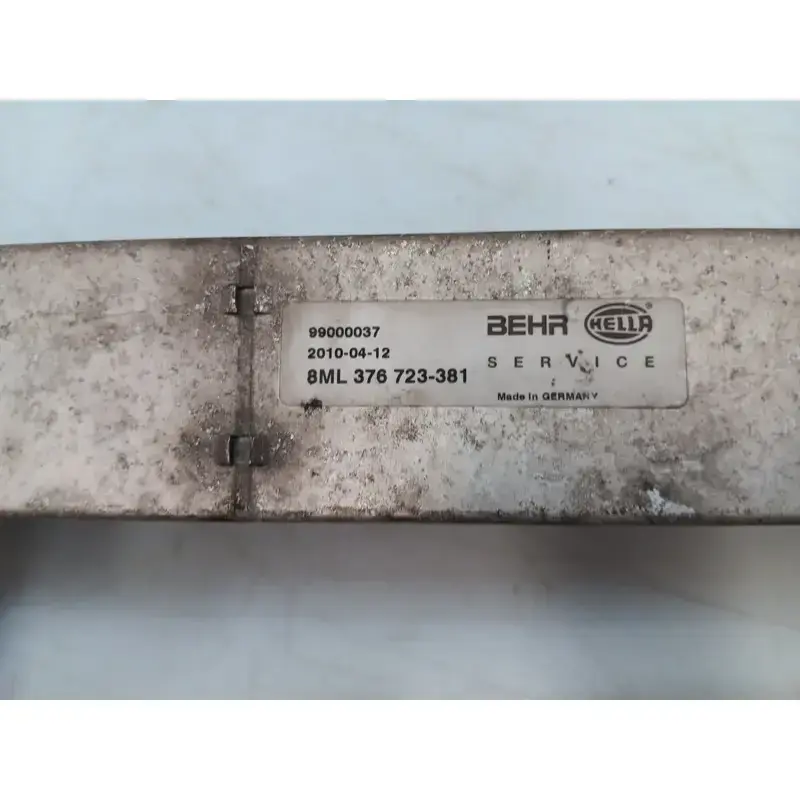 99000037
2010-04-12
8ML 376 723-381
BEHR HELLA®
SERVICE
Made in GERMANY